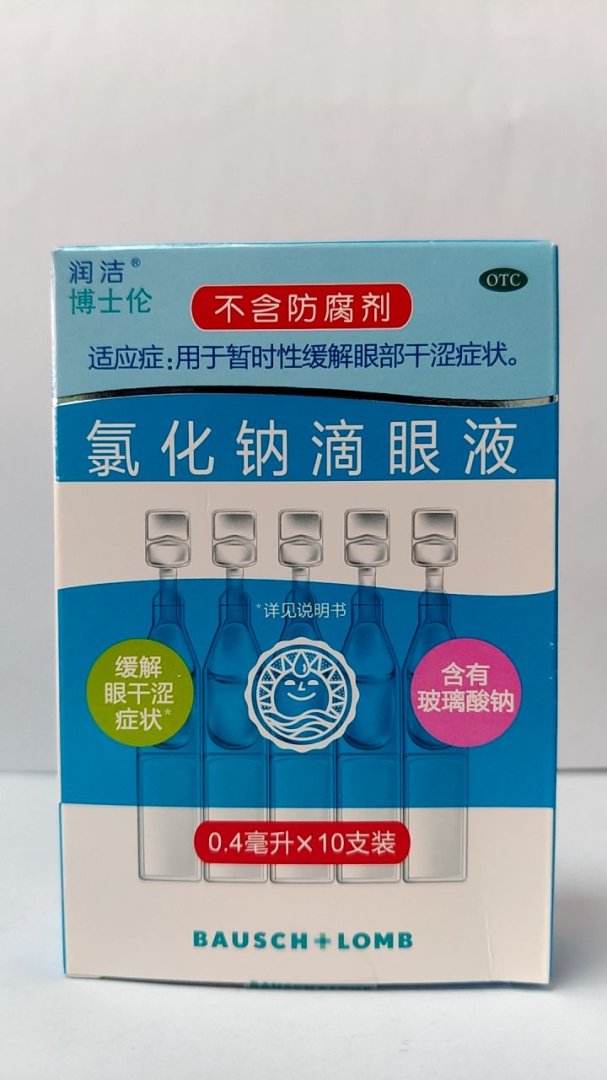 润洁®
博士伦
不含防腐剂
OTC
适应症:用于暂时性缓解眼部干涩症状。
氯化钠滴眼液
*详见说明书
缓解
眼干涩
症状*
含有
玻璃酸钠
0.4毫升×10支装
BAUSCH+LOMB
BAUSCH+LOMB